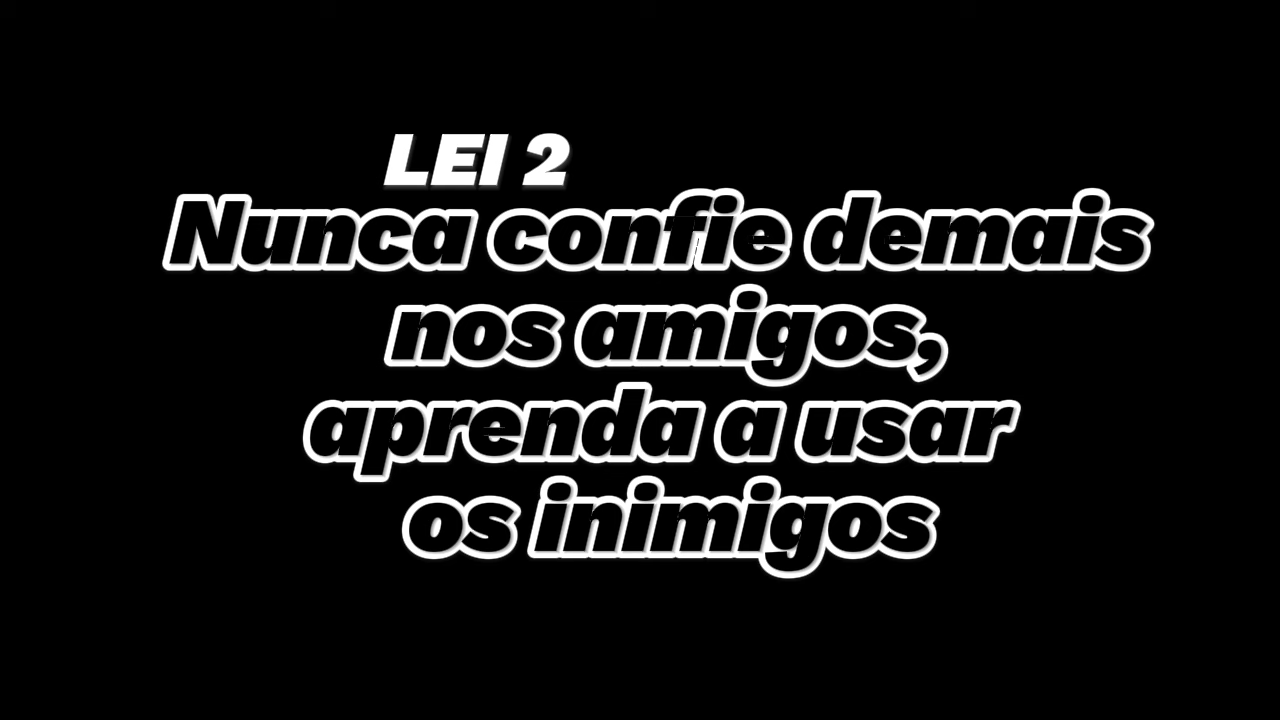 LEI 2
Nunca confie demais
nos amigos,
aprenda a usar
os inimigos